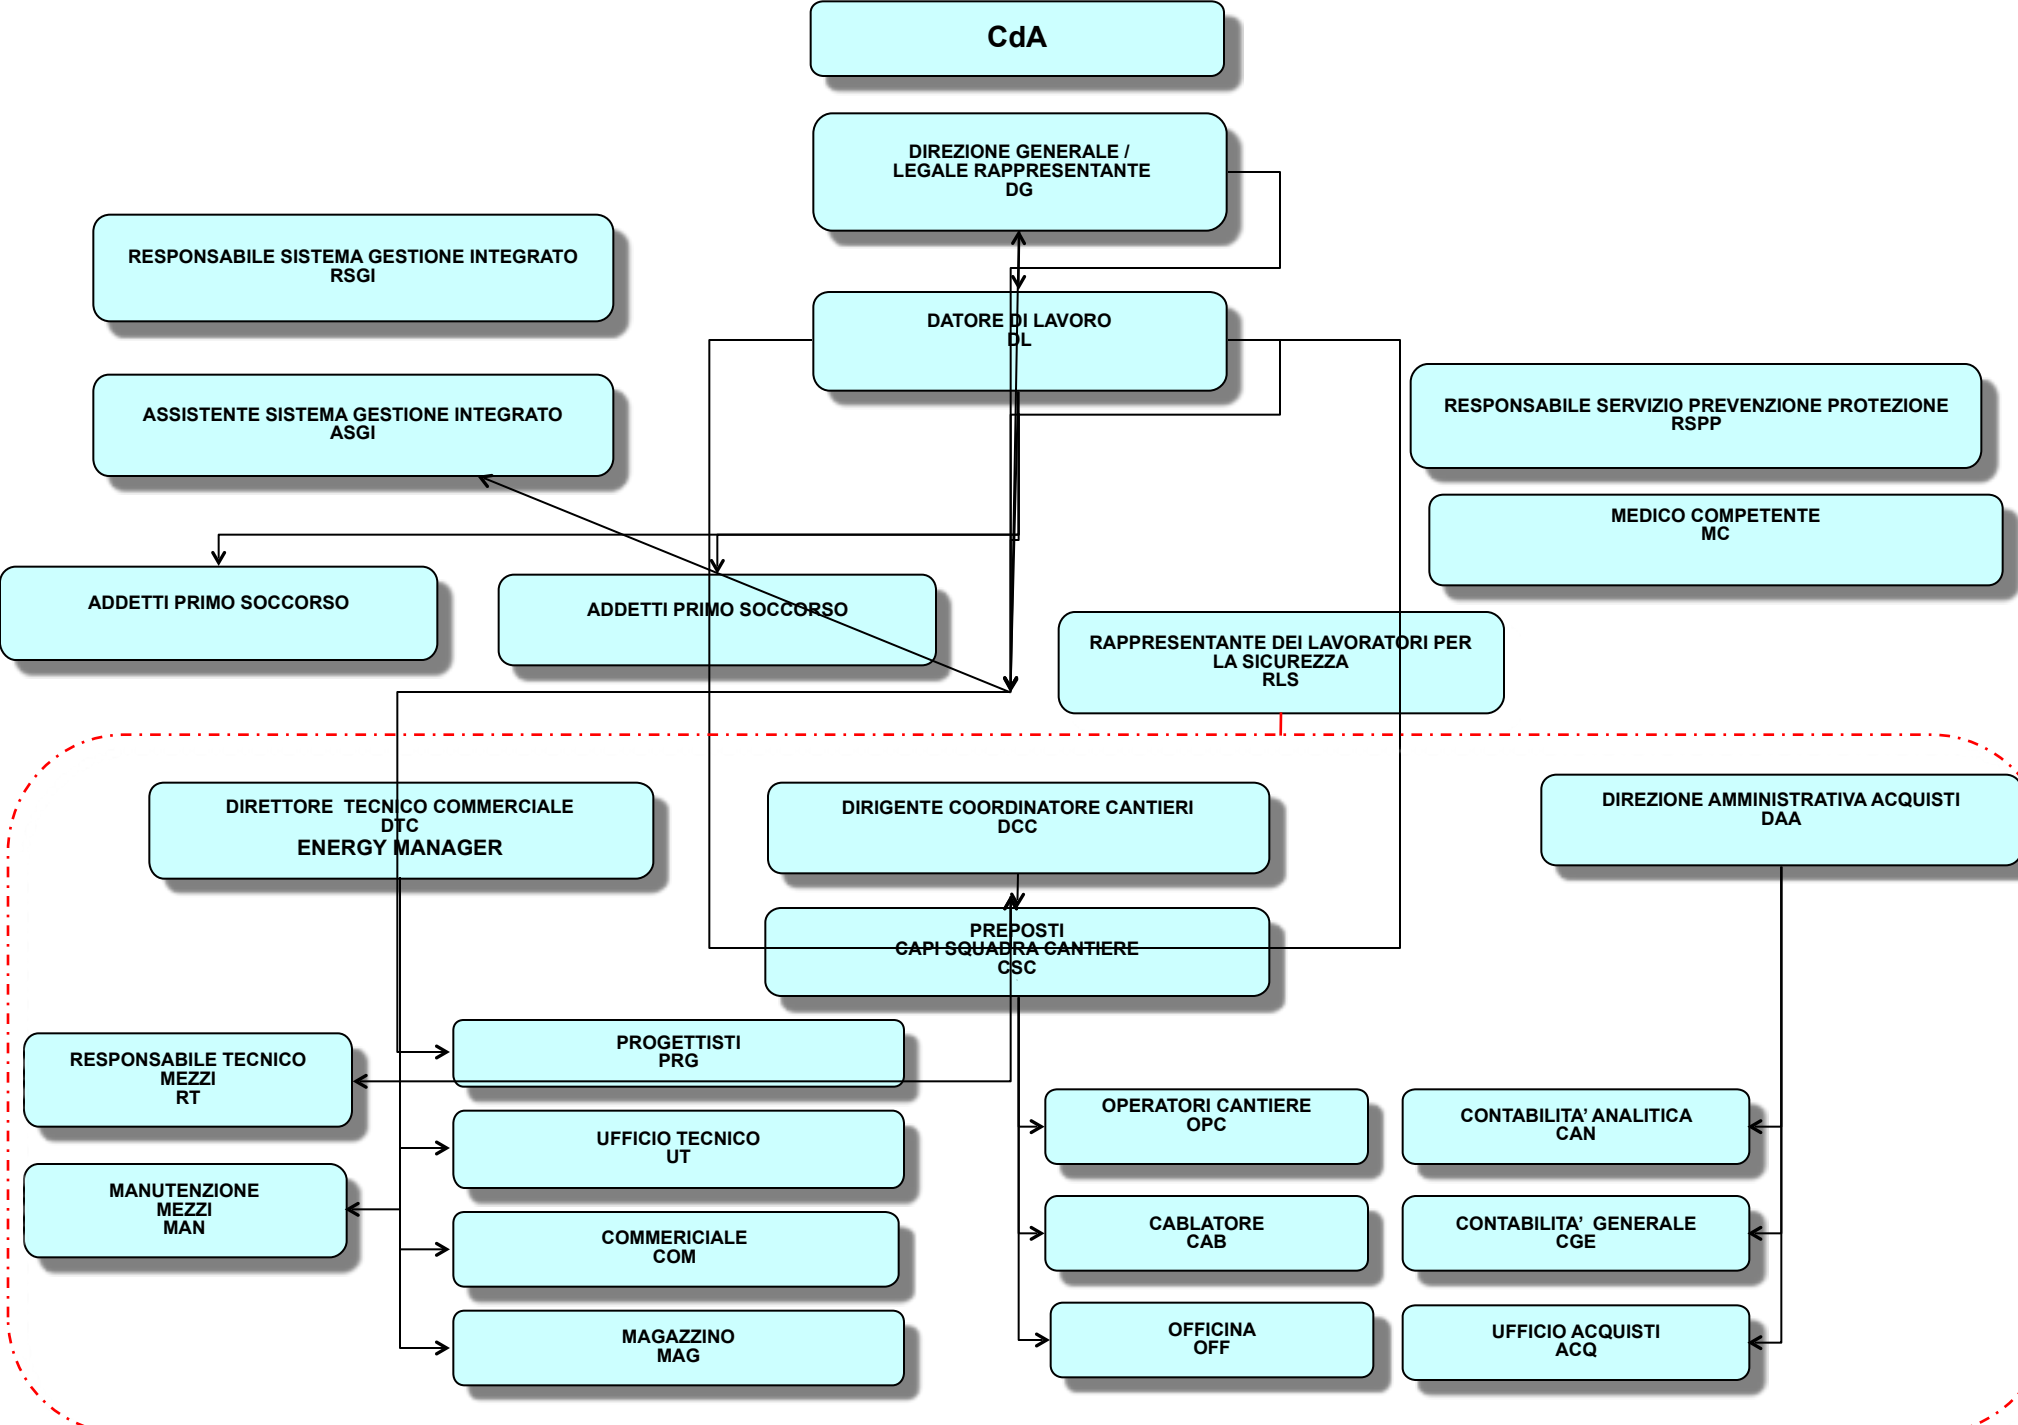 CdA
DIREZIONE GENERALE /
LEGALE RAPPRESENTANTE
DG
RESPONSABILE SISTEMA GESTIONE INTEGRATO
RSGI
DATORE DI LAVORO
DL
ASSISTENTE SISTEMA GESTIONE INTEGRATO
ASGI
RESPONSABILE SERVIZIO PREVENZIONE PROTEZIONE
RSPP
MEDICO COMPETENTE
MC
ADDETTI PRIMO SOCCORSO
ADDETTI PRIMO SOCCORSO
RAPPRESENTANTE DEI LAVORATORI PER
LA SICUREZZA
RLS
DIRETTORE  TECNICO COMMERCIALE
DTC
ENERGY MANAGER
DIRIGENTE COORDINATORE CANTIERI
DCC
DIREZIONE AMMINISTRATIVA ACQUISTI
DAA
PREPOSTI
CAPI SQUADRA CANTIERE
CSC
RESPONSABILE TECNICO
MEZZI
RT
PROGETTISTI
PRG
OPERATORI CANTIERE
OPC
CONTABILITA’ ANALITICA
CAN
UFFICIO TECNICO
UT
MANUTENZIONE
MEZZI
MAN
CABLATORE
CAB
CONTABILITA’  GENERALE
CGE
COMMERICIALE
COM
OFFICINA
OFF
UFFICIO ACQUISTI
ACQ
MAGAZZINO
MAG